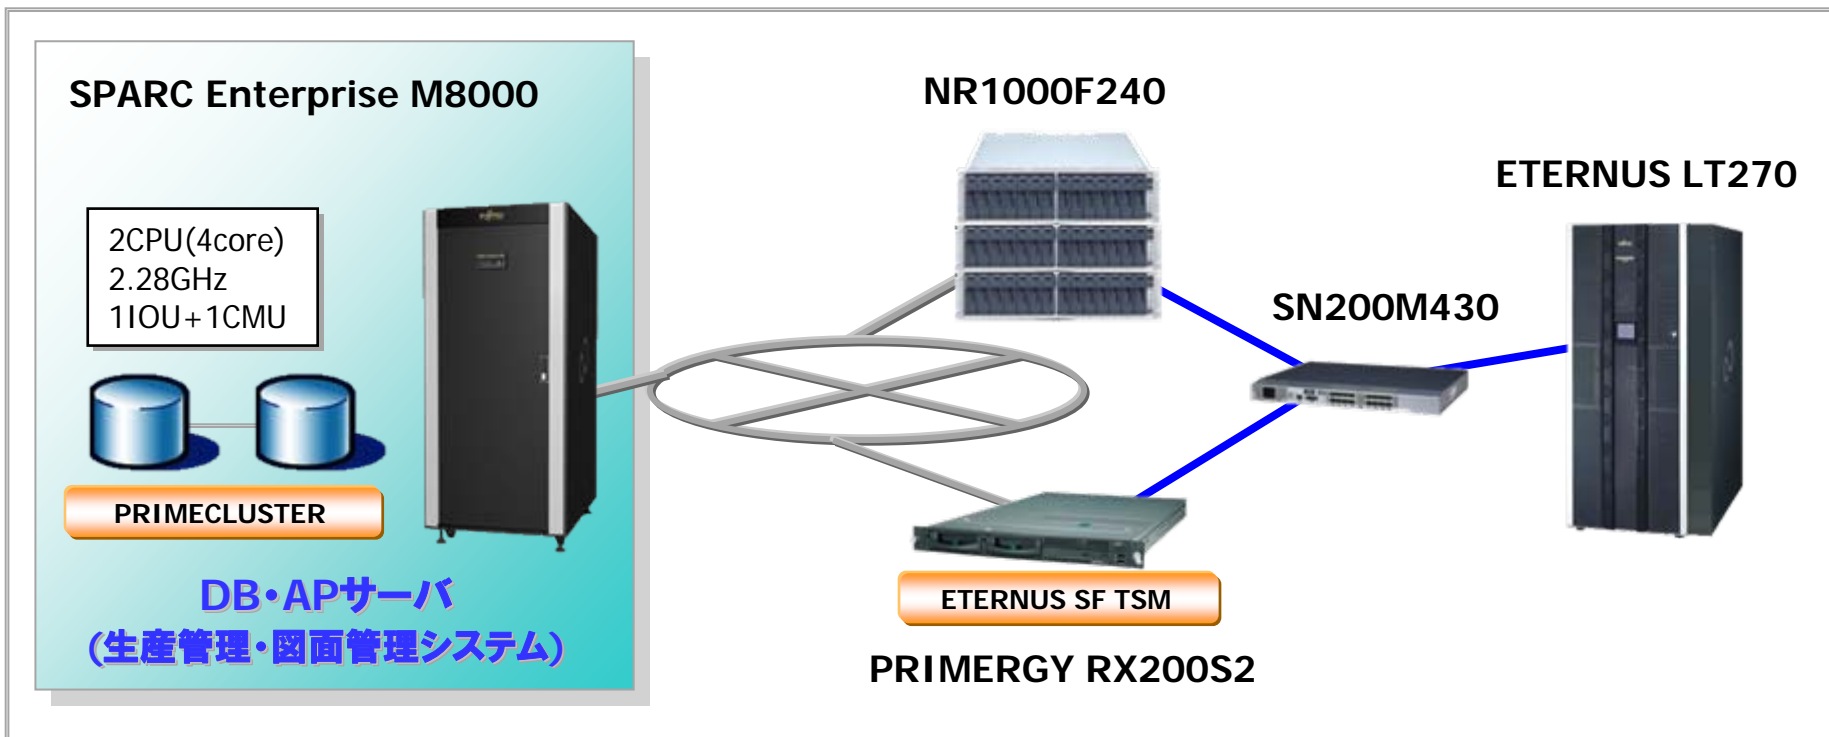 SPARC Enterprise M8000
2CPU(4core)
2.28GHz
1IOU+1CMU
PRIMECLUSTER
DB・APサーバ
(生産管理・図面管理システム)
NR1000F240
ETERNUS LT270
SN200M430
ETERNUS SF TSM
PRIMERGY RX200S2